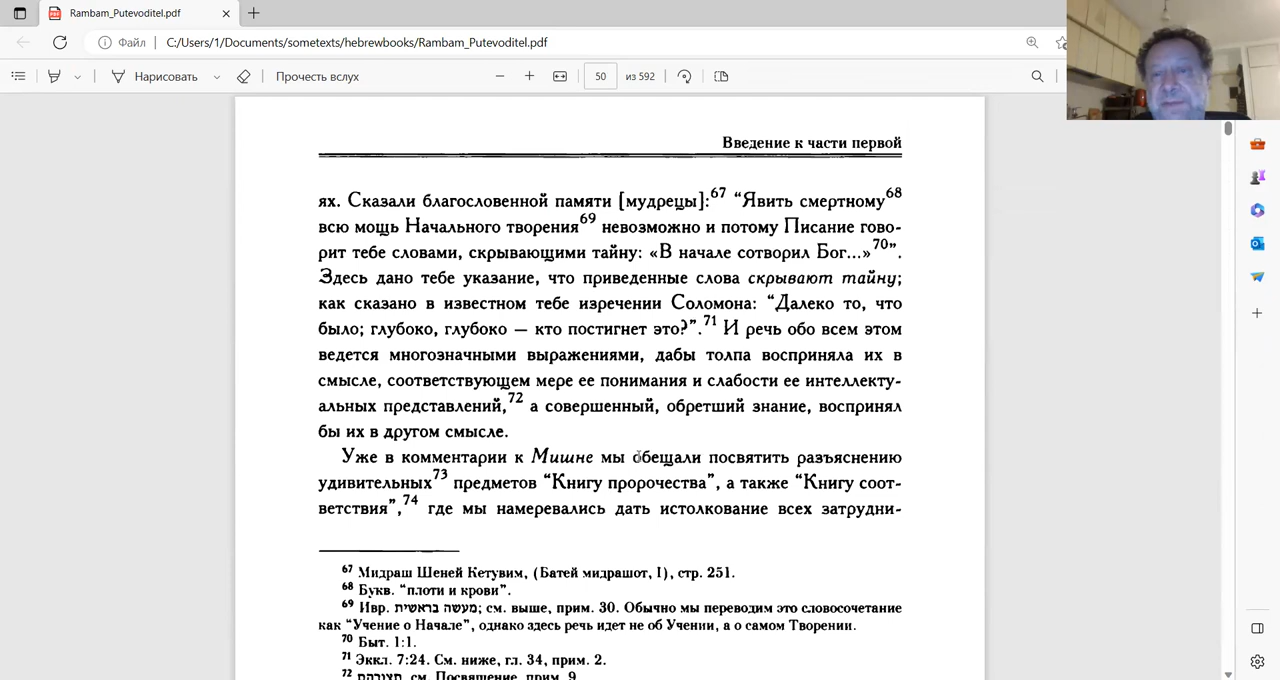 Rambam_Putevoditel.pdf
Файл
C:/Users/1/Documents/sometexts/hebrewbooks/Rambam_Putevoditel.pdf
Нарисовать
Прочесть вслух
50 из 592
Введение к части первой
ях. Сказали благословенной памяти [мудрецы]:67 “Явить смертному68
всю мощь Начального творения69 невозможно и потому Писание гово-
рит тебе словами, скрывающими тайну: «В начале сотворил Бог...»70”.
Здесь дано тебе указание, что приведенные слова скрывают тайну;
как сказано в известном тебе изречении Соломона: “Далеко то, что
было; глубоко, глубоко — кто постигнет это?”.71 И речь обо всем этом
ведется многозначными выражениями, дабы толпа восприняла их в
смысле, соответствующем мере ее понимания и слабости ее интеллекту-
альных представлений,72 а совершенный, обретший знание, воспринял
бы их в другом смысле.
Уже в комментарии к Мишне мы обещали посвятить разъяснению
удивительных73 предметов “Книгу пророчества”, а также “Книгу соот-
ветствия”,74 где мы намеревались дать истолкование всех затрудни-
67 Мидраш Шеней Кетувим, (Батей мидрашот, I), стр. 251.
68 Букв. “плоти и крови”.
69 Ивр. מעשה בראשית; см. выше, прим. 30. Обычно мы переводим это словосочетание
как “Учение о Начале”, однако здесь речь идет не об Учении, а о самом Творении.
70 Быт. 1:1.
71 Эккл. 7:24. См. ниже, гл. 34, прим. 2.
72 см. Посвящение, прим. 9.